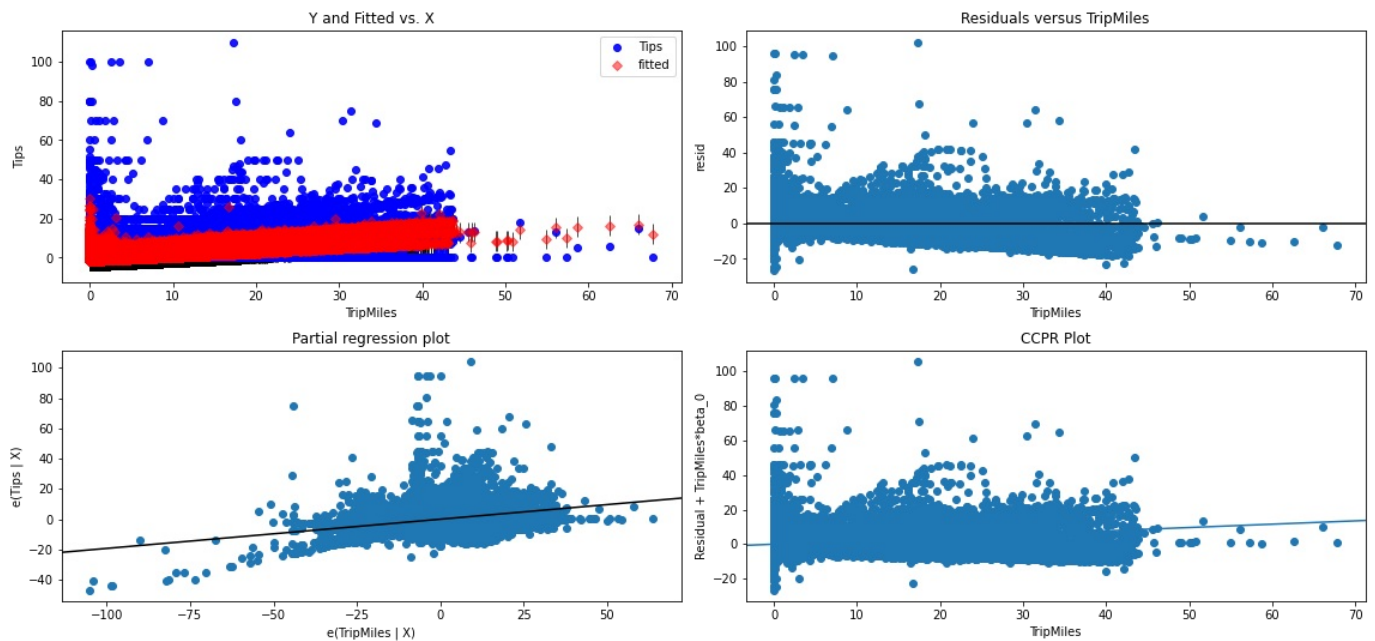 Y and Fitted vs. X
Tips
fitted
Tips
100
80
60
40
20
0
0 10 20 30 40 50 60 70
TripMiles
Residuals versus TripMiles
resid
100
80
60
40
20
0
−20
0 10 20 30 40 50 60 70
TripMiles
Partial regression plot
e(Tips | X)
100
80
60
40
20
0
−20
−40
−100 −75 −50 −25 0 25 50
e(TripMiles | X)
CCPR Plot
Residual + TripMiles*beta_0
100
80
60
40
20
0
−20
0 10 20 30 40 50 60 70
TripMiles